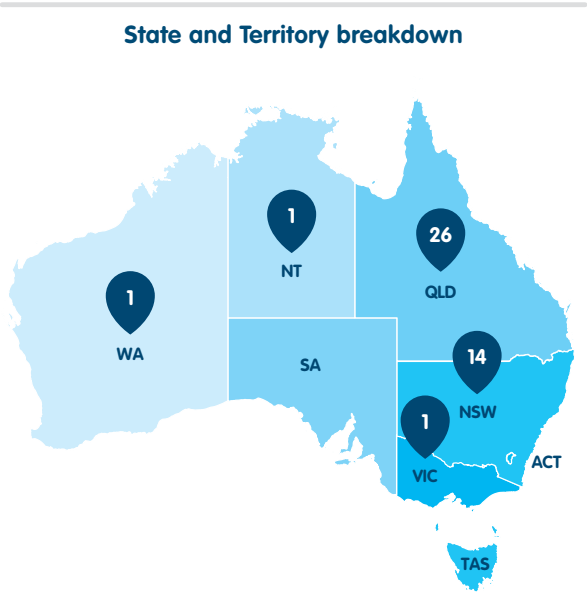 State and Territory breakdown
1
NT
26
QLD
1
WA
SA
14
NSW
1
VIC
ACT
TAS